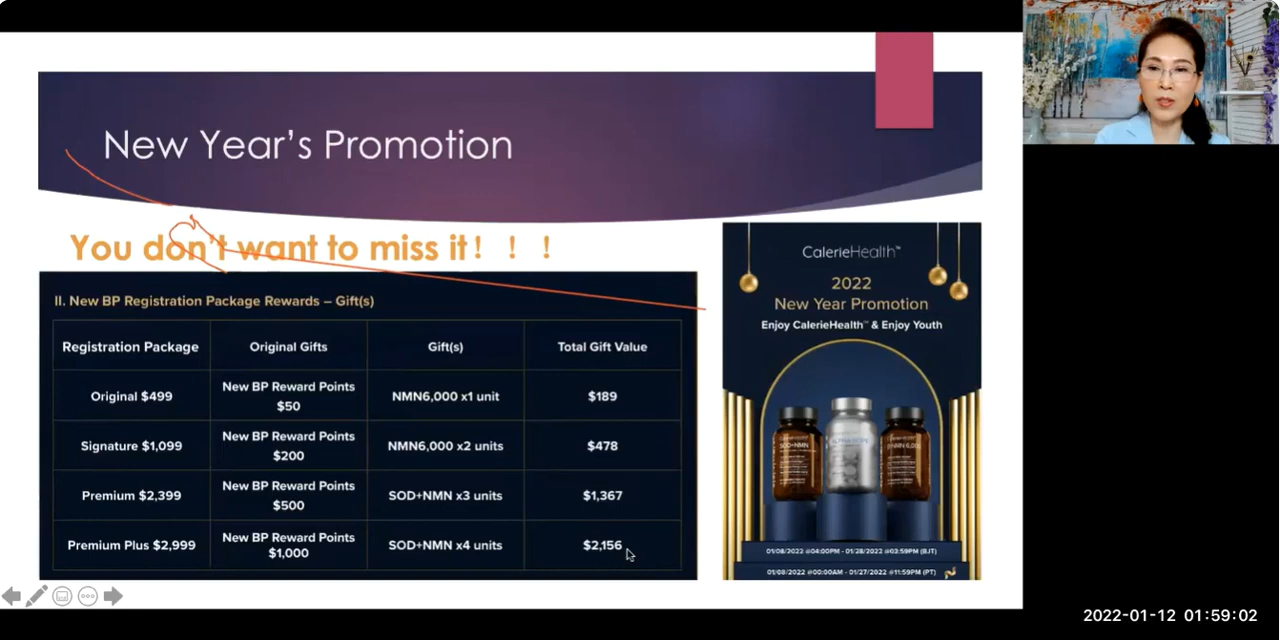 New Year's Promotion
You don't want to miss it！！！
II. New BP Registration Package Rewards – Gift(s)
Registration Package Original Gifts Gift(s) Total Gift Value
Original $499 New BP Reward Points $50 NMN6,000 x1 unit $189
Signature $1,099 New BP Reward Points $200 NMN6,000 x2 units $478
Premium $2,399 New BP Reward Points $500 SOD+NMN x3 units $1,367
Premium Plus $2,999 New BP Reward Points $1,000 SOD+NMN x4 units $2,156
CalerieHealth™
2022
New Year Promotion
Enjoy CalerieHealth™ & Enjoy Youth
SOD+NMN
01/08/2022 @04:00PM - 01/28/2022 @03:59PM (BJT)
01/08/2022 @00:00AM - 01/27/2022 @11:59PM (PT)
2022-01-12 01:59:02